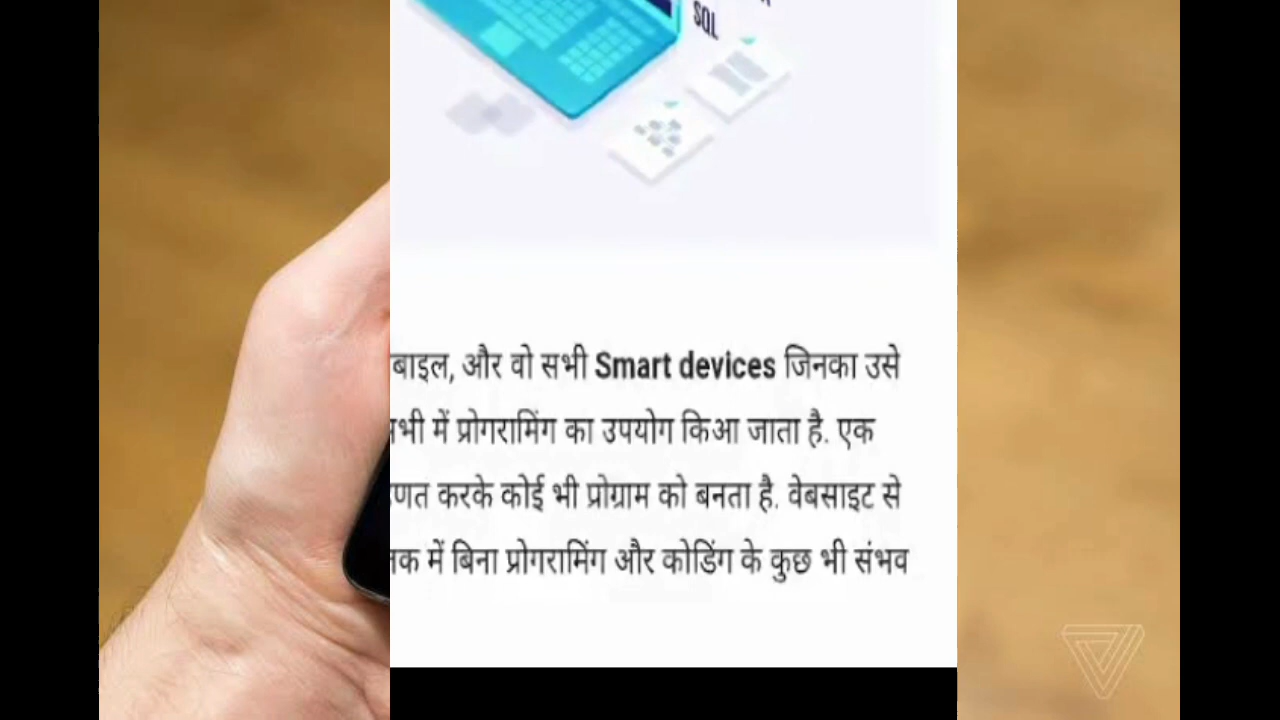 SQL
बाइल, और वो सभी Smart devices जिनका उसे
में प्रोगरामिंग का उपयोग किआ जाता है. एक
करके कोई भी प्रोग्राम को बनता है. वेबसाइट से
में बिना प्रोगरामिंग और कोडिंग के कुछ भी संभव